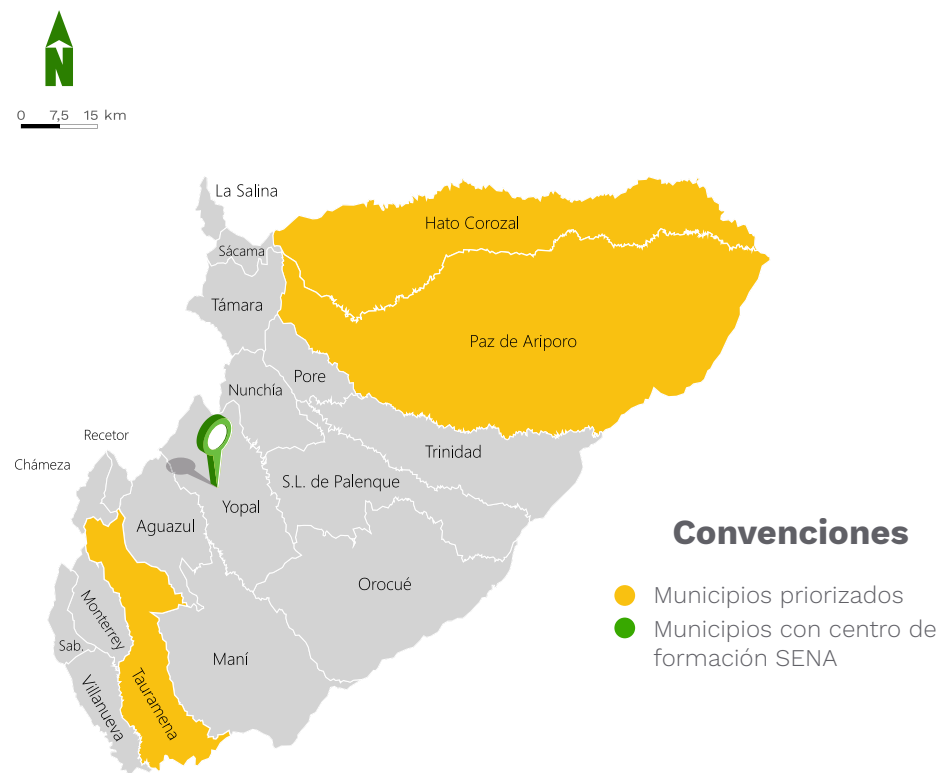 N
0 7,5 15 km
La Salina
Hato Corozal
Sácama
Támara
Paz de Ariporo
Pore
Nunchía
Recetor
Trinidad
Chámeza
S.L. de Palenque
Yopal
Aguazul
Convenciones
Orocué
Municipios priorizados
Monterrey
Municipios con centro de
formación SENA
Sab.
Maní
Tauramena
Villanueva